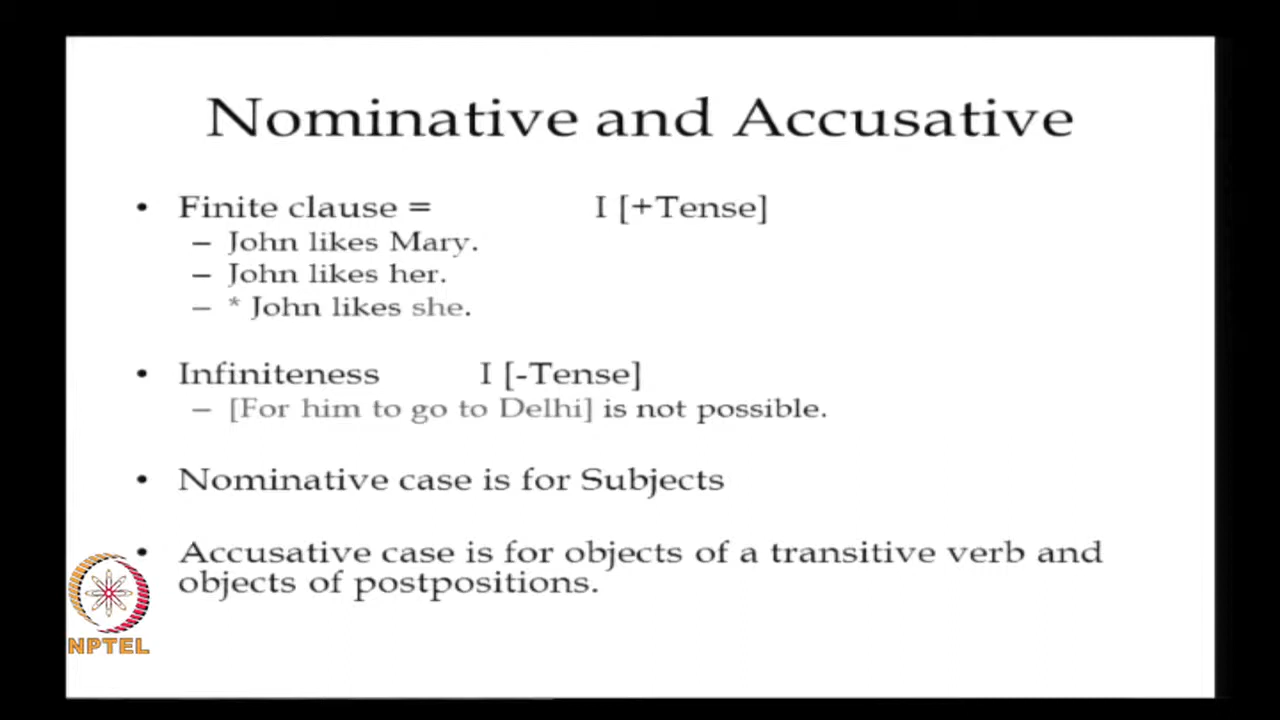 Nominative and Accusative
• Finite clause = I [+Tense]
– John likes Mary.
– John likes her.
– * John likes she.
• Infiniteness I [-Tense]
– [For him to go to Delhi] is not possible.
• Nominative case is for Subjects
• Accusative case is for objects of a transitive verb and
objects of postpositions.
NPTEL